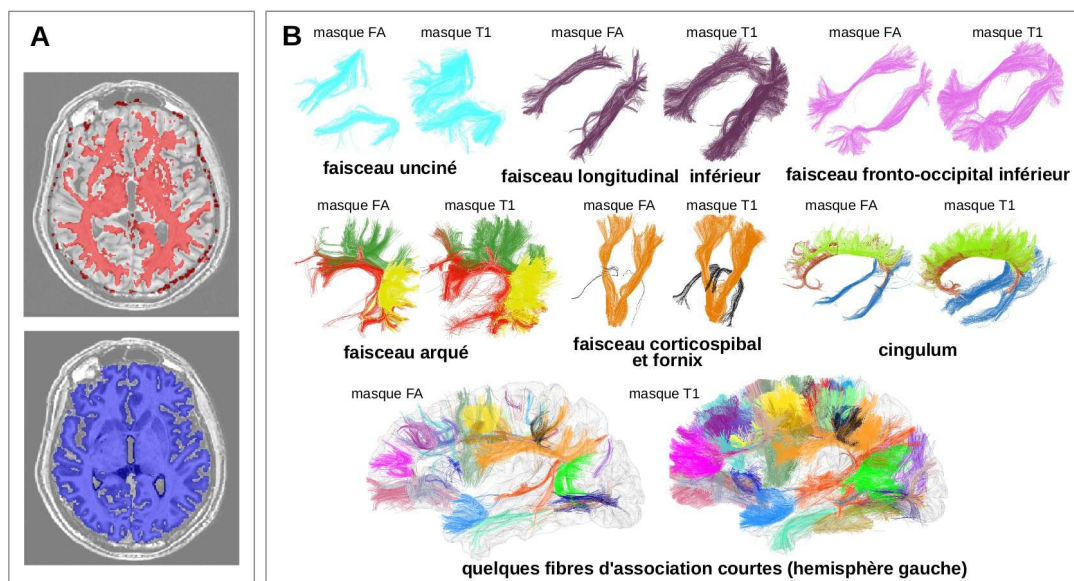 A
B
masque FA
masque T1
faisceau unciné
masque FA
masque T1
faisceau longitudinal inférieur
masque FA
masque T1
faisceau fronto-occipital inférieur
masque FA
masque T1
faisceau arqué
masque FA
masque T1
faisceau corticospibal
et fornix
masque FA
masque T1
cingulum
masque FA
masque T1
quelques fibres d'association courtes (hemisphère gauche)